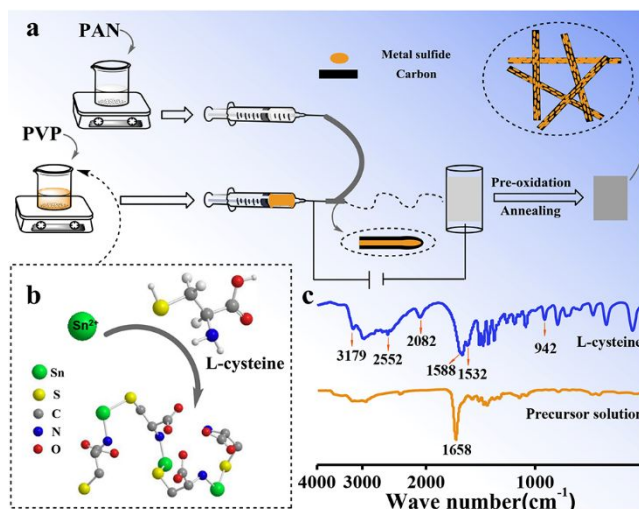 a
PAN
Metal sulfide
Carbon
PVP
Pre-oxidation
Annealing
b
Sn²⁺
L-cysteine
Sn
S
C
N
O
c
3179
2552
2082
1588
1532
942
L-cysteine
Precursor solution
1658
4000 3000 2000 1000
Wave number(cm⁻¹)